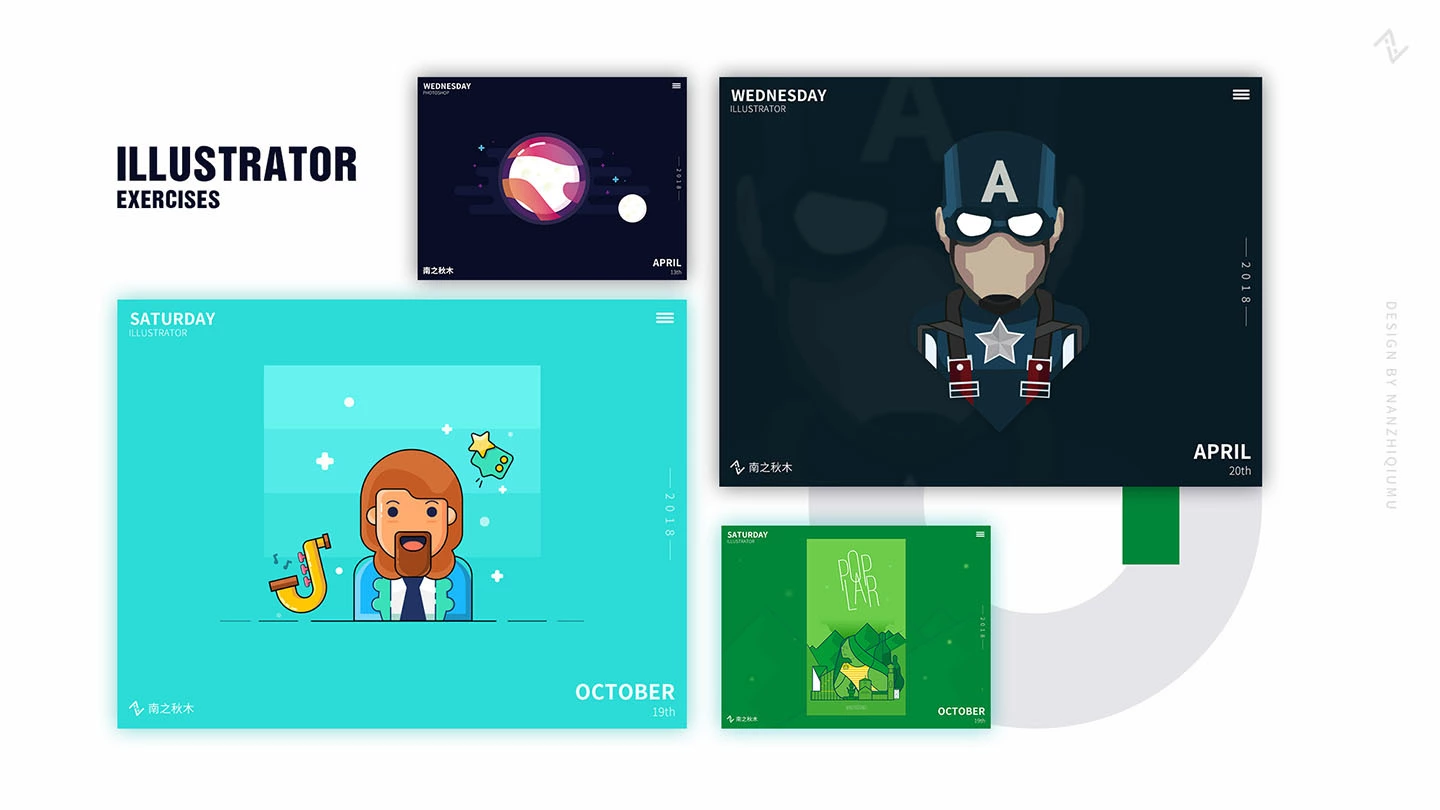 ILLUSTRATOR
EXERCISES
WEDNESDAY
PHOTOSHOP
2018
南之秋木
APRIL
13th
WEDNESDAY
ILLUSTRATOR
A
A
2018
南之秋木
APRIL
20th
SATURDAY
ILLUSTRATOR
2018
南之秋木
OCTOBER
19th
SATURDAY
ILLUSTRATOR
POP
LAR
2018
南之秋木
OCTOBER
19th
DESIGN BY NANZHIQIUMU